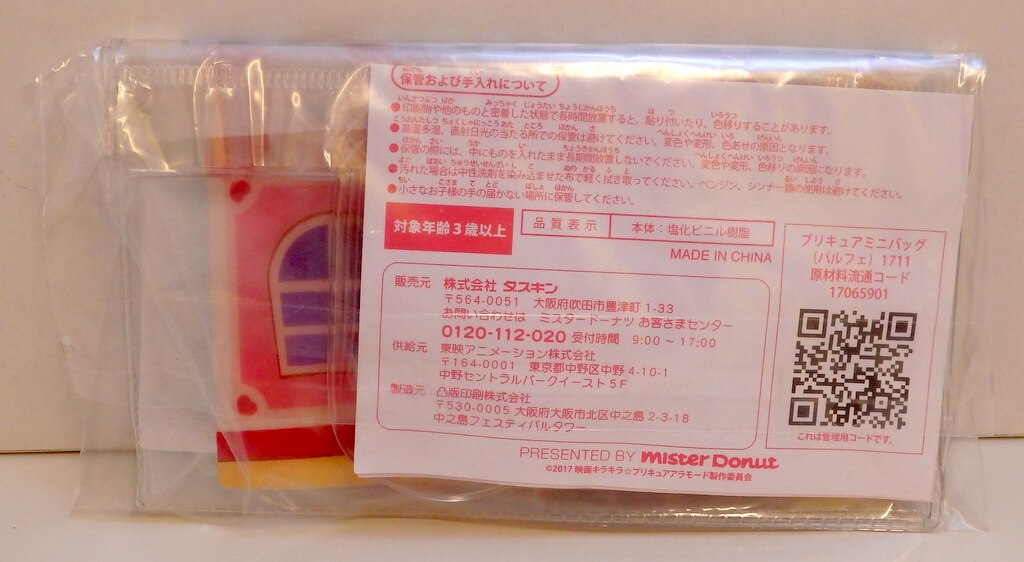 保管および手入れについて
●印刷物や他のものと密着した状態で長時間放置すると、貼り付いたり、色移りすることがあります。
●高温多湿、直射日光の当たる所での保管は避けてください。変色や変形、色あせの原因となります。
●保管の際には、中にものを入れたまま長期間放置しないでください。変色や変形、色移りの原因になります。
●汚れた場合は中性洗剤を染み込ませた布で軽く拭き取ってください。ベンジン、シンナー類の使用は避けてください。
●小さなお子様の手の届かない場所に保管してください。
対象年齢3歳以上
品質表示 本体:塩化ビニル樹脂
MADE IN CHINA
販売元 株式会社 ダスキン
〒564-0051 大阪府吹田市豊津町1-33
お問い合わせは ミスタードーナツ お客さまセンター
0120-112-020 受付時間 9:00~17:00
供給元 東映アニメーション株式会社
〒164-0001 東京都中野区中野4-10-1
中野セントラルパークイースト5F
製造元 凸版印刷株式会社
〒530-0005 大阪府大阪市北区中之島2-3-18
中之島フェスティバルタワー
プリキュアミニバッグ
(パルフェ)1711
原材料流通コード
17065901
これは管理用コードです。
PRESENTED BY mister Donut
©2017 映画キラキラ☆プリキュアアラモード製作委員会